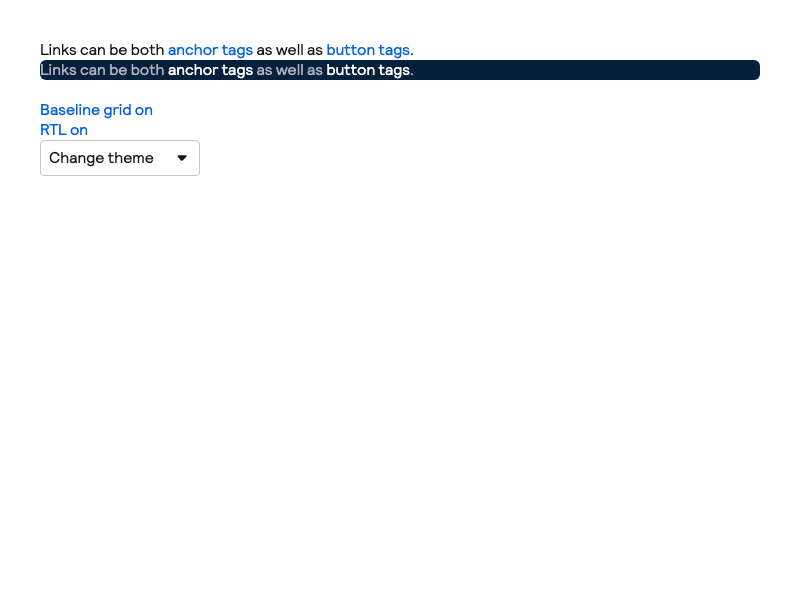 Links can be both anchor tags as well as button tags.
Links can be both anchor tags as well as button tags.
Baseline grid on
RTL on
Change theme